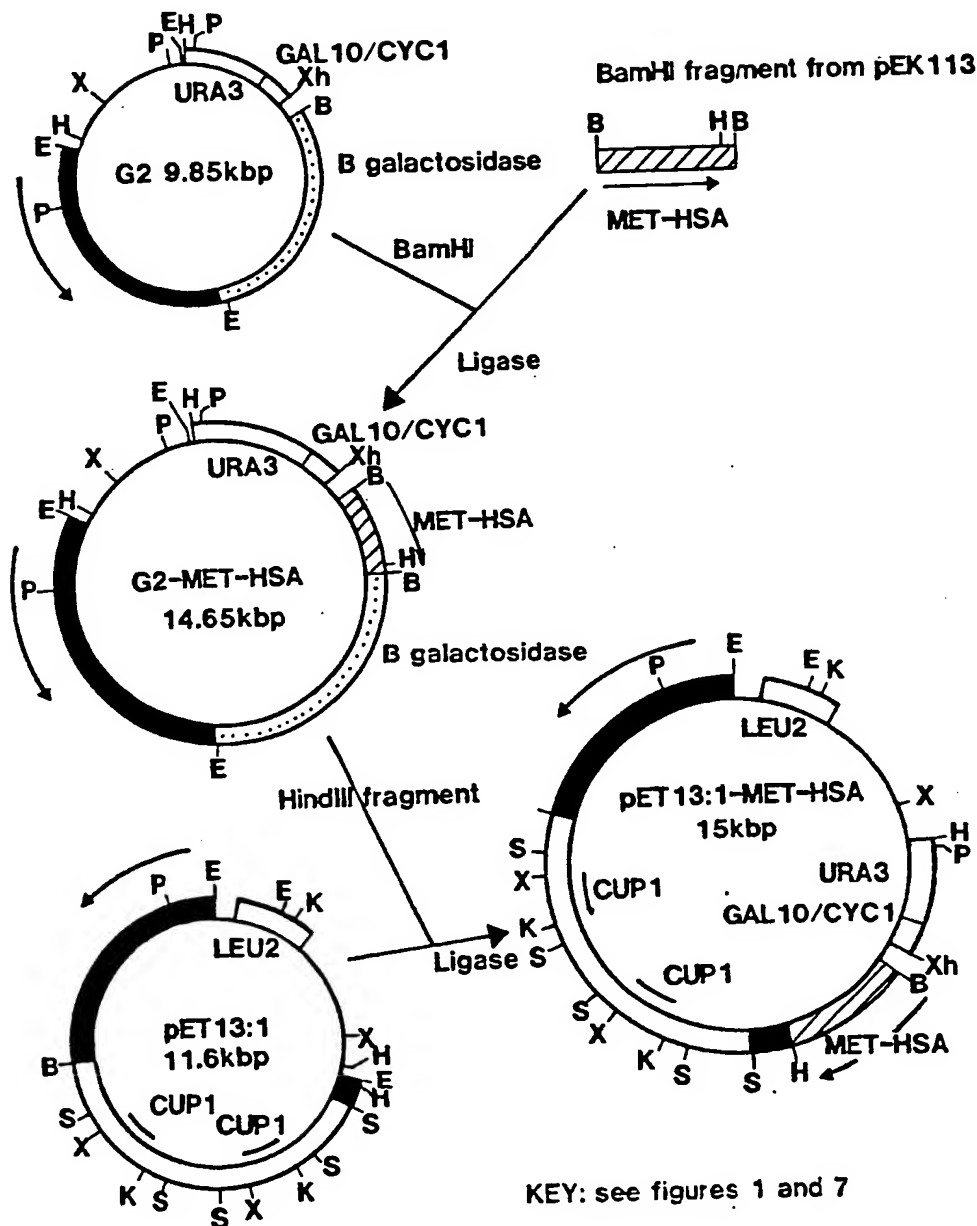 E H P
P
GAL10/CYC1
X
URA3
Xh
B
H
E
G2 9.85kbp
B galactosidase
P
E
BamHI fragment from pEK113
B H B
MET-HSA
BamHI
Ligase
E H P
P
GAL10/CYC1
X
URA3
Xh
B
E H
MET-HSA
P
G2-MET-HSA
14.65kbp
H
B
B galactosidase
E
HindIII fragment
P E
E K
LEU2
pET13:1-MET-HSA
15kbp
X
H
P
URA3
GAL10/CYC1
S
X
CUP1
K
S
CUP1
Xh
B
MET-HSA
S
X
K
S
S
H
Ligase
P E
E K
LEU2
pET13:1
11.6kbp
X
H
E
H
S
B
CUP1
CUP1
S
X
K
S
S
X
K
S
KEY: see figures 1 and 7